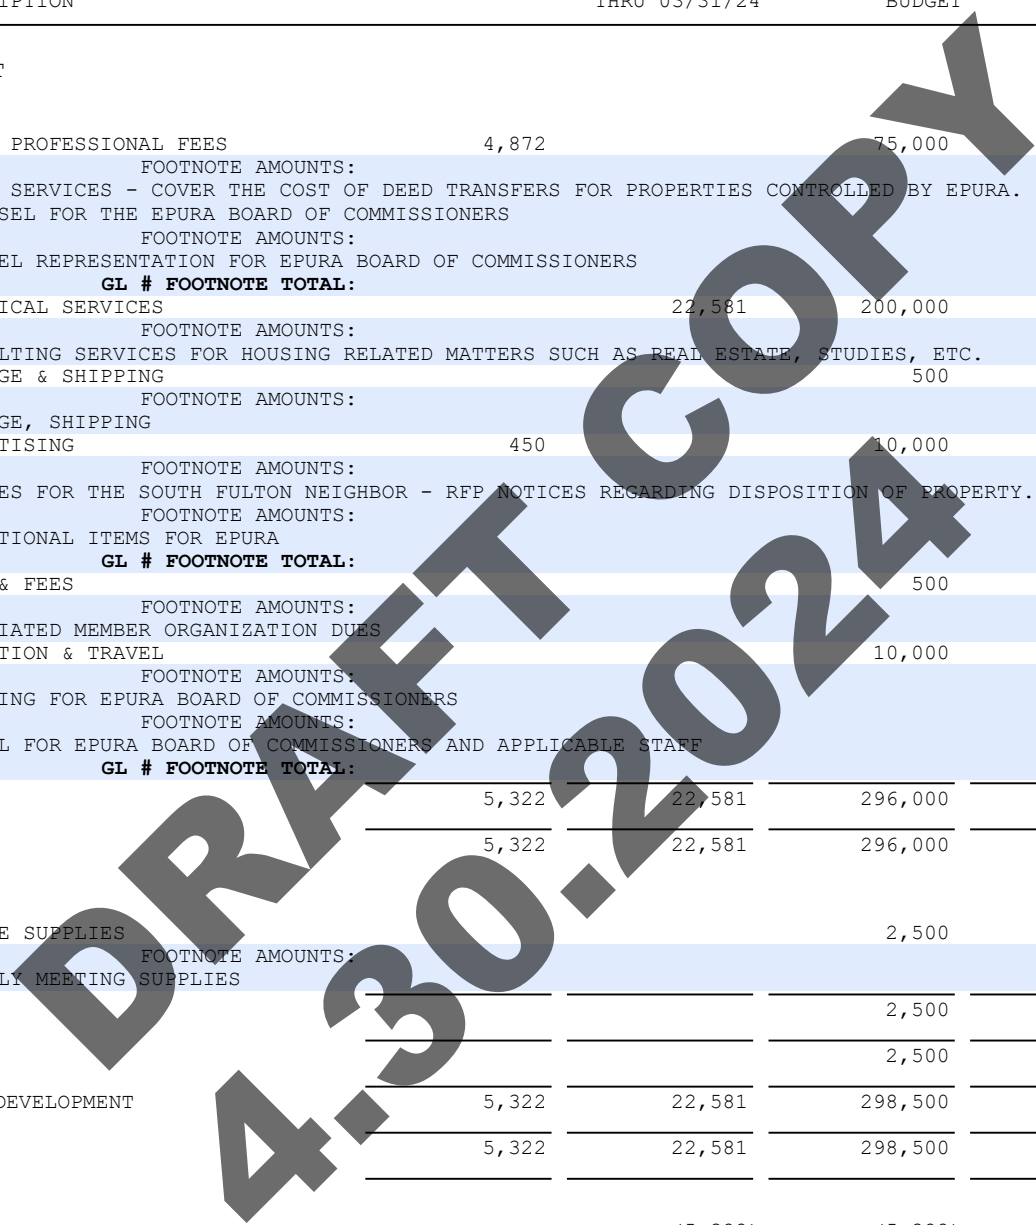 THRU 03/31/24 BUDGET
PROFESSIONAL FEES 4,872 75,000
FOOTNOTE AMOUNTS:
SERVICES - COVER THE COST OF DEED TRANSFERS FOR PROPERTIES CONTROLLED BY EPURA.
SEL FOR THE EPURA BOARD OF COMMISSIONERS
FOOTNOTE AMOUNTS:
EL REPRESENTATION FOR EPURA BOARD OF COMMISSIONERS
GL # FOOTNOTE TOTAL:
ICAL SERVICES 22,581 200,000
FOOTNOTE AMOUNTS:
LTING SERVICES FOR HOUSING RELATED MATTERS SUCH AS REAL ESTATE, STUDIES, ETC.
GE & SHIPPING 500
FOOTNOTE AMOUNTS:
GE, SHIPPING
TISING 450 10,000
FOOTNOTE AMOUNTS:
ES FOR THE SOUTH FULTON NEIGHBOR - RFP NOTICES REGARDING DISPOSITION OF PROPERTY.
FOOTNOTE AMOUNTS:
TIONAL ITEMS FOR EPURA
GL # FOOTNOTE TOTAL:
& FEES 500
FOOTNOTE AMOUNTS:
IATED MEMBER ORGANIZATION DUES
TION & TRAVEL 10,000
FOOTNOTE AMOUNTS:
ING FOR EPURA BOARD OF COMMISSIONERS
FOOTNOTE AMOUNTS:
L FOR EPURA BOARD OF COMMISSIONERS AND APPLICABLE STAFF
GL # FOOTNOTE TOTAL:
5,322 22,581 296,000
5,322 22,581 296,000
E SUPPLIES 2,500
FOOTNOTE AMOUNTS:
LY MEETING SUPPLIES
2,500
2,500
DEVELOPMENT 5,322 22,581 298,500
5,322 22,581 298,500
DRAFT COPY
4.30.2024